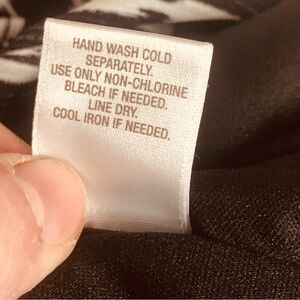 HAND WASH COLD
SEPARATELY.
USE ONLY NON-CHLORINE
BLEACH IF NEEDED.
LINE DRY.
COOL IRON IF NEEDED.